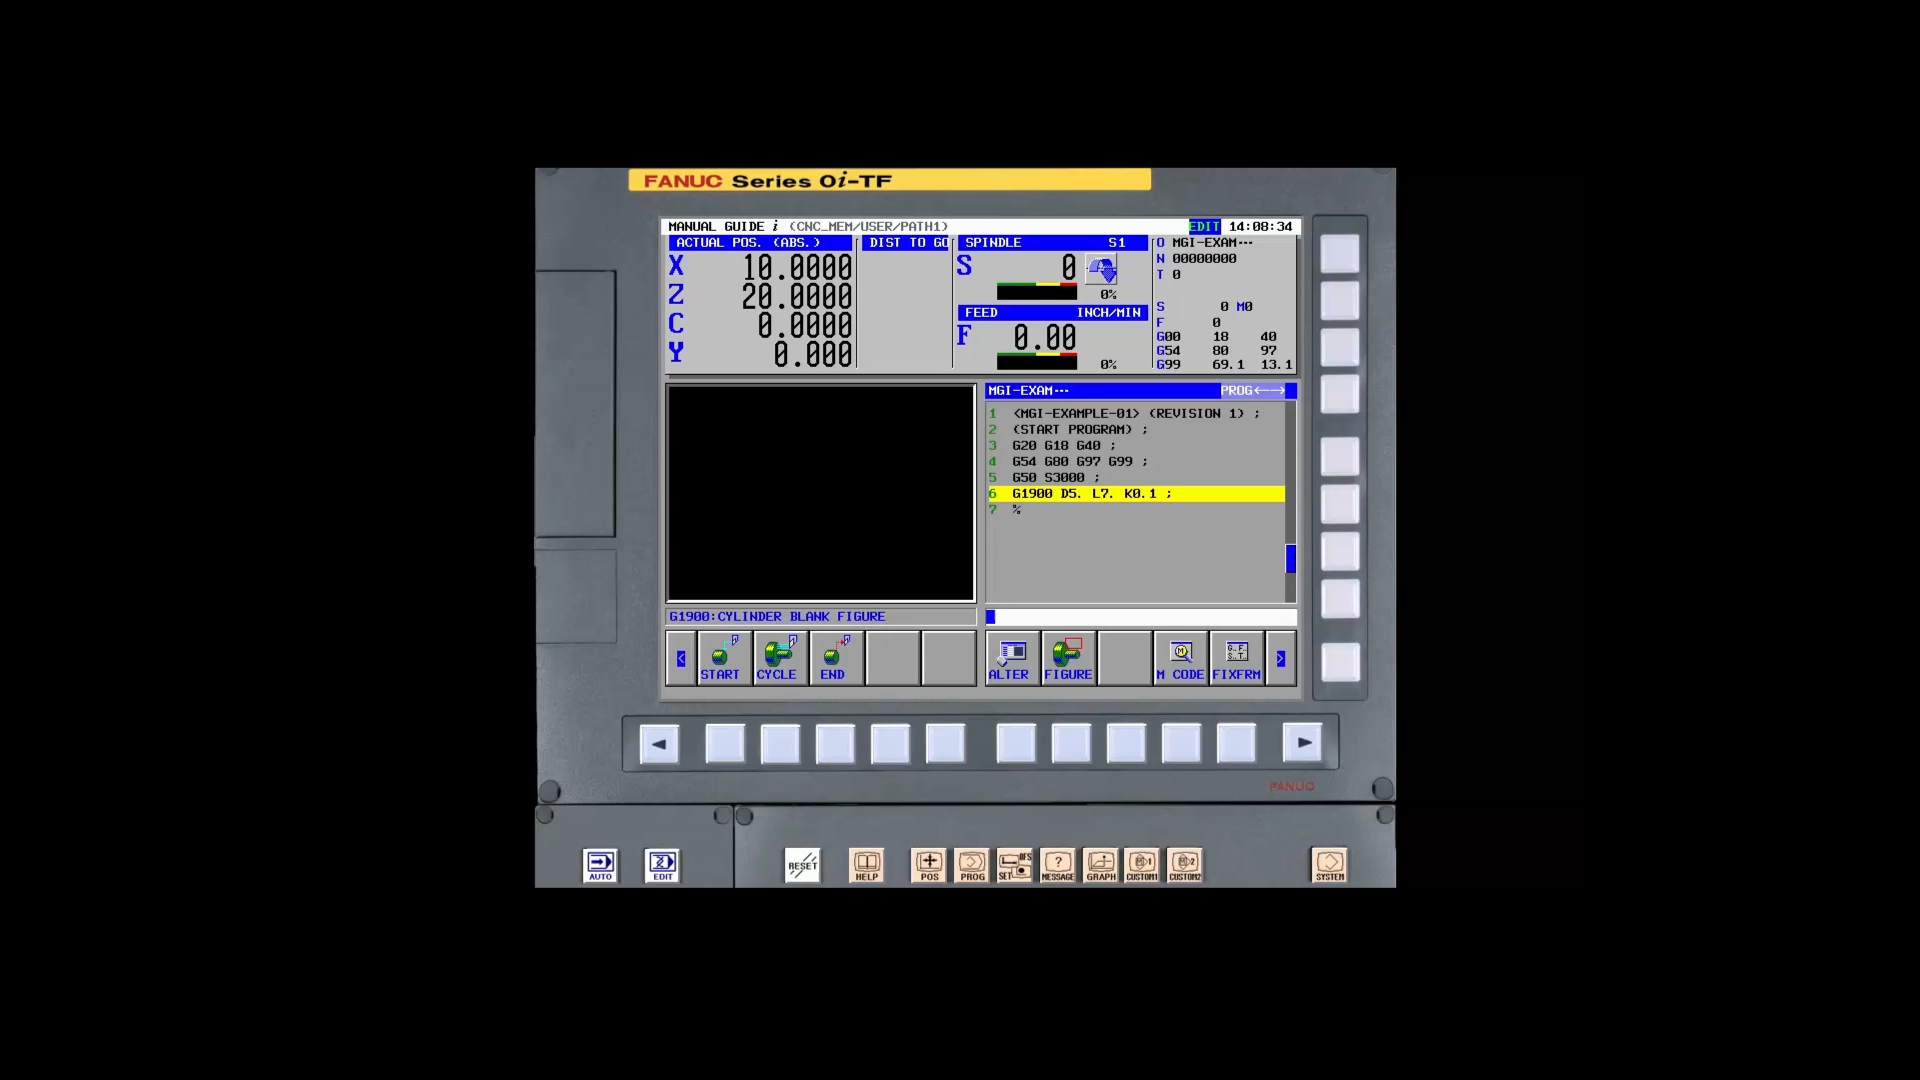 FANUC Series 0i-TF
MANUAL GUIDE i (CNC_MEM/USER/PATH1) EDIT 14:08:34
ACTUAL POS. (ABS.) DIST TO GO SPINDLE S1 O MGI-EXAM···
X 10.0000 S 0 N 00000000
T 0
Z 20.0000 0%
C 0.0000 FEED INCH/MIN S 0 M0
F 0
Y 0.000 F 0.00 G00 18 40
G54 80 97
0% G99 69.1 13.1
MGI-EXAM··· PROG←→
1 <MGI-EXAMPLE-01> (REVISION 1) ;
2 (START PROGRAM) ;
3 G20 G18 G40 ;
4 G54 G80 G97 G99 ;
5 G50 S3000 ;
6 G1900 D5. L7. K0.1 ;
7 %
G1900:CYLINDER BLANK FIGURE
< START CYCLE END ALTER FIGURE M CODE FIXFRM >
FANUC
AUTO EDIT RESET HELP POS PROG OFS SET MESSAGE GRAPH CUSTOM1 CUSTOM2 SYSTEM